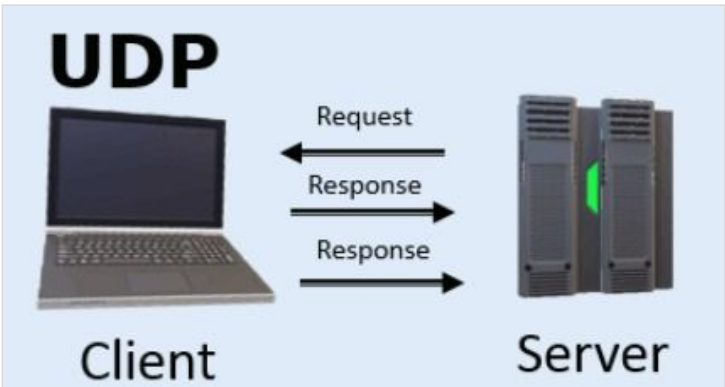 UDP
Request
Response
Response
Client
Server